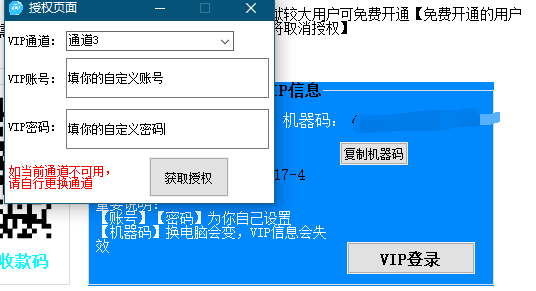 授权页面
VIP通道：
通道3
VIP账号：
填你的自定义账号
VIP密码：
填你的自定义密码
如当前通道不可用，
请自行更换通道
获取授权
献较大用户可免费开通【免费开通的用户
将取消授权】
VIP信息
机器码：
复制机器码
17-4
重要说明：
【账号】【密码】为你自己设置
【机器码】换电脑会变，VIP信息会失
效
VIP登录
收款码